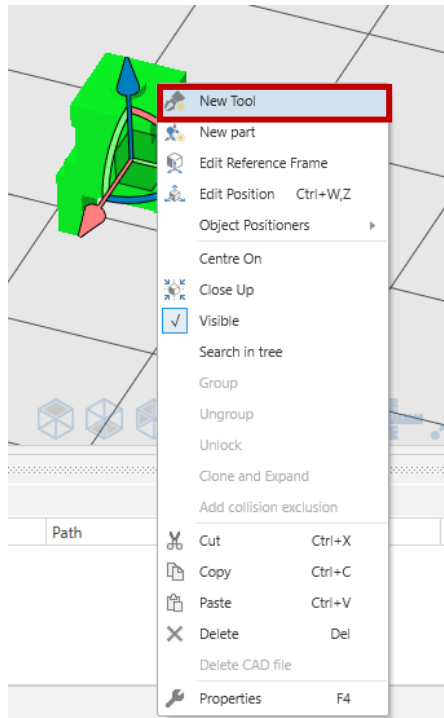 New Tool
New part
Edit Reference Frame
Edit Position Ctrl+W,Z
Object Positioners
Centre On
Close Up
√ Visible
Search in tree
Group
Ungroup
Unlock
Clone and Expand
Add collision exclusion
Path
Cut Ctrl+X
Copy Ctrl+C
Paste Ctrl+V
Delete Del
Delete CAD file
Properties F4